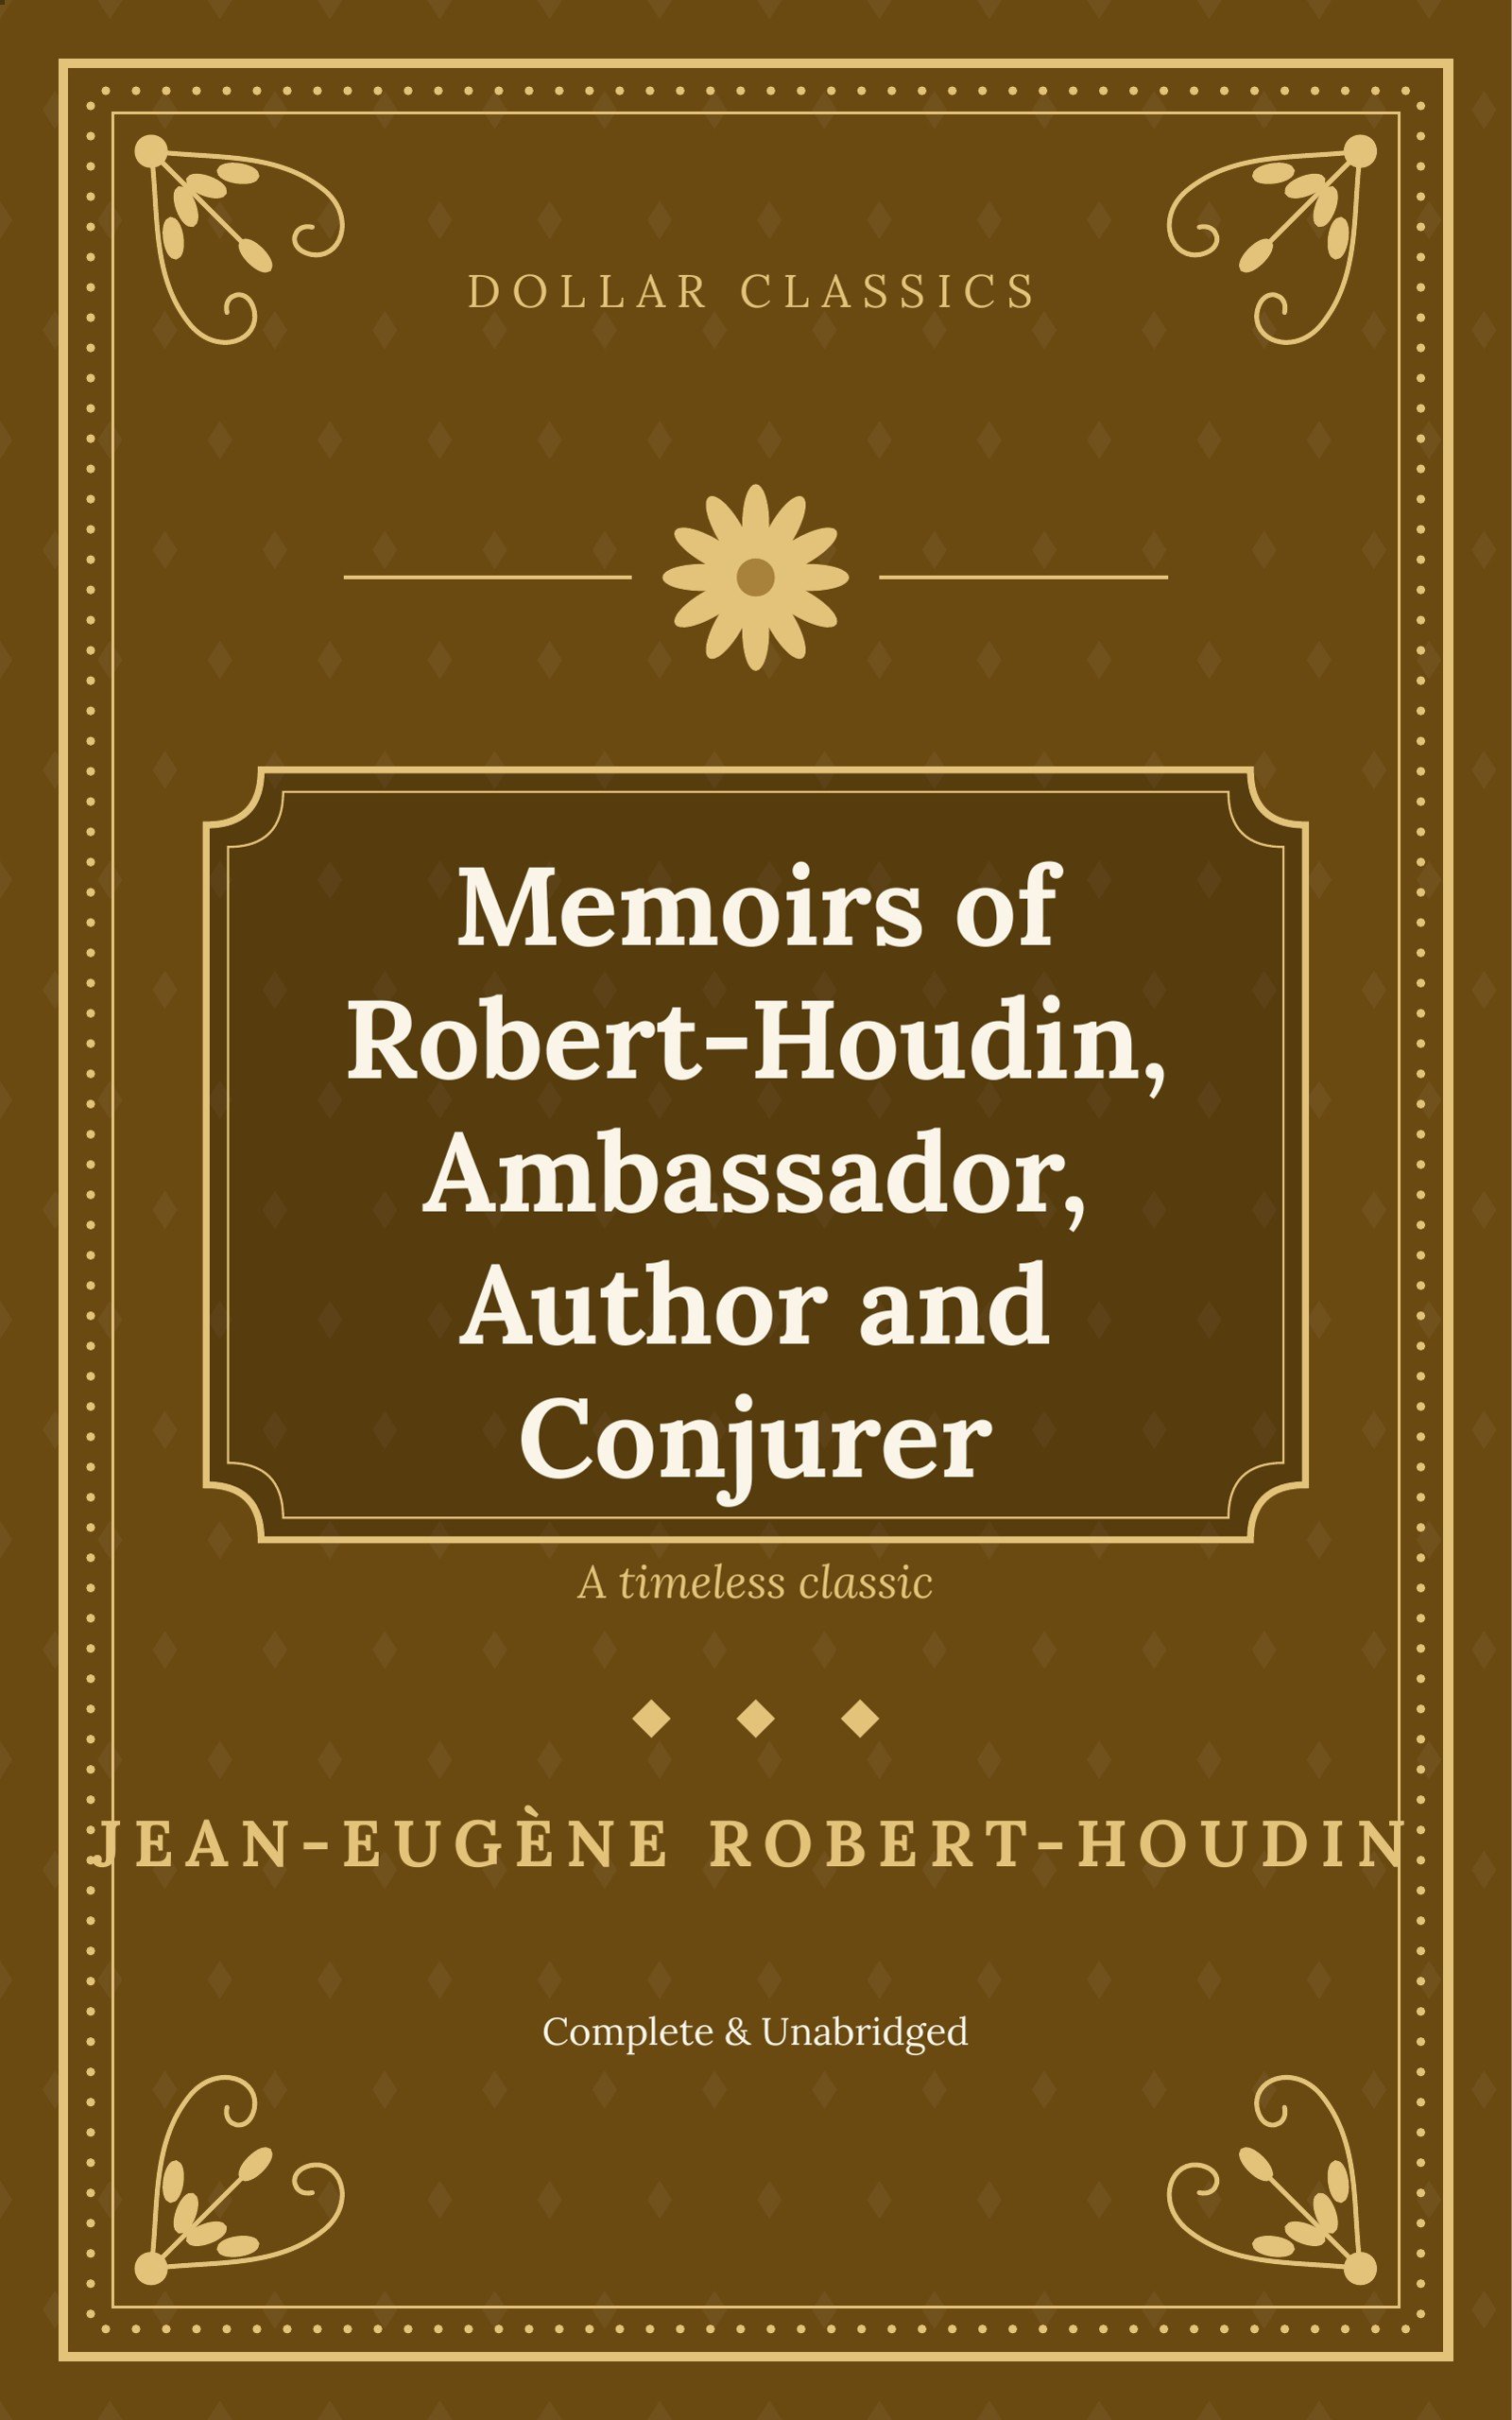 DOLLAR CLASSICS
Memoirs of
Robert-Houdin,
Ambassador,
Author and
Conjurer
A timeless classic
JEAN-EUGÈNE ROBERT-HOUDIN
Complete & Unabridged